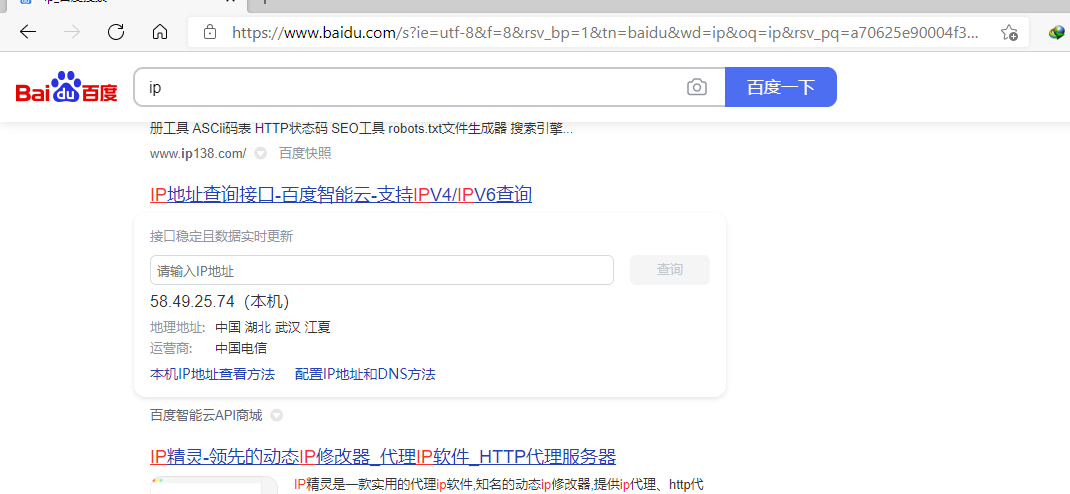 https://www.baidu.com/s?ie=utf-8&f=8&rsv_bp=1&tn=baidu&wd=ip&oq=ip&rsv_pq=a70625e90004f3...
Bai du 百度
ip
百度一下
册工具 ASCii码表 HTTP状态码 SEO工具 robots.txt文件生成器 搜索引擎...
www.ip138.com/ 百度快照
IP地址查询接口-百度智能云-支持IPV4/IPV6查询
接口稳定且数据实时更新
请输入IP地址 查询
58.49.25.74（本机）
地理地址: 中国 湖北 武汉 江夏
运营商: 中国电信
本机IP地址查看方法 配置IP地址和DNS方法
百度智能云API商城
IP精灵-领先的动态IP修改器_代理IP软件_HTTP代理服务器
IP精灵是一款实用的代理ip软件,知名的动态ip修改器,提供ip代理、http代